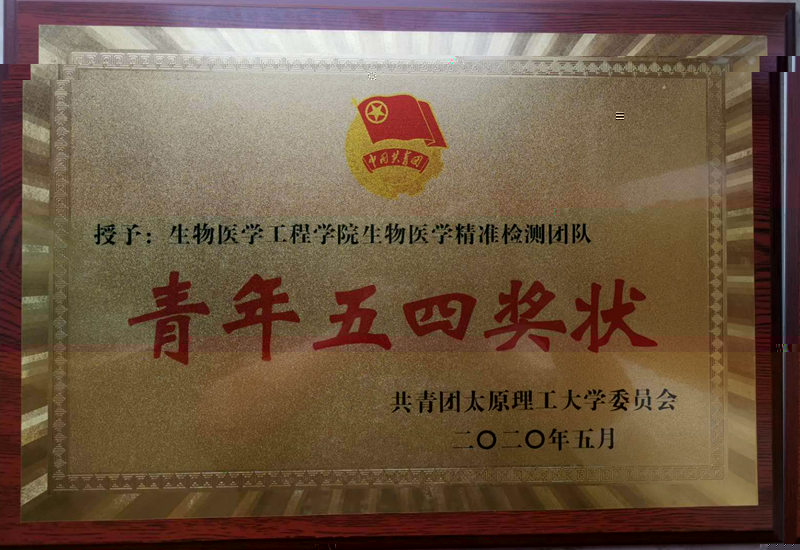 中国共青团
授予：生物医学工程学院生物医学精准检测团队
青年五四奖状
共青团太原理工大学委员会
二〇二〇年五月